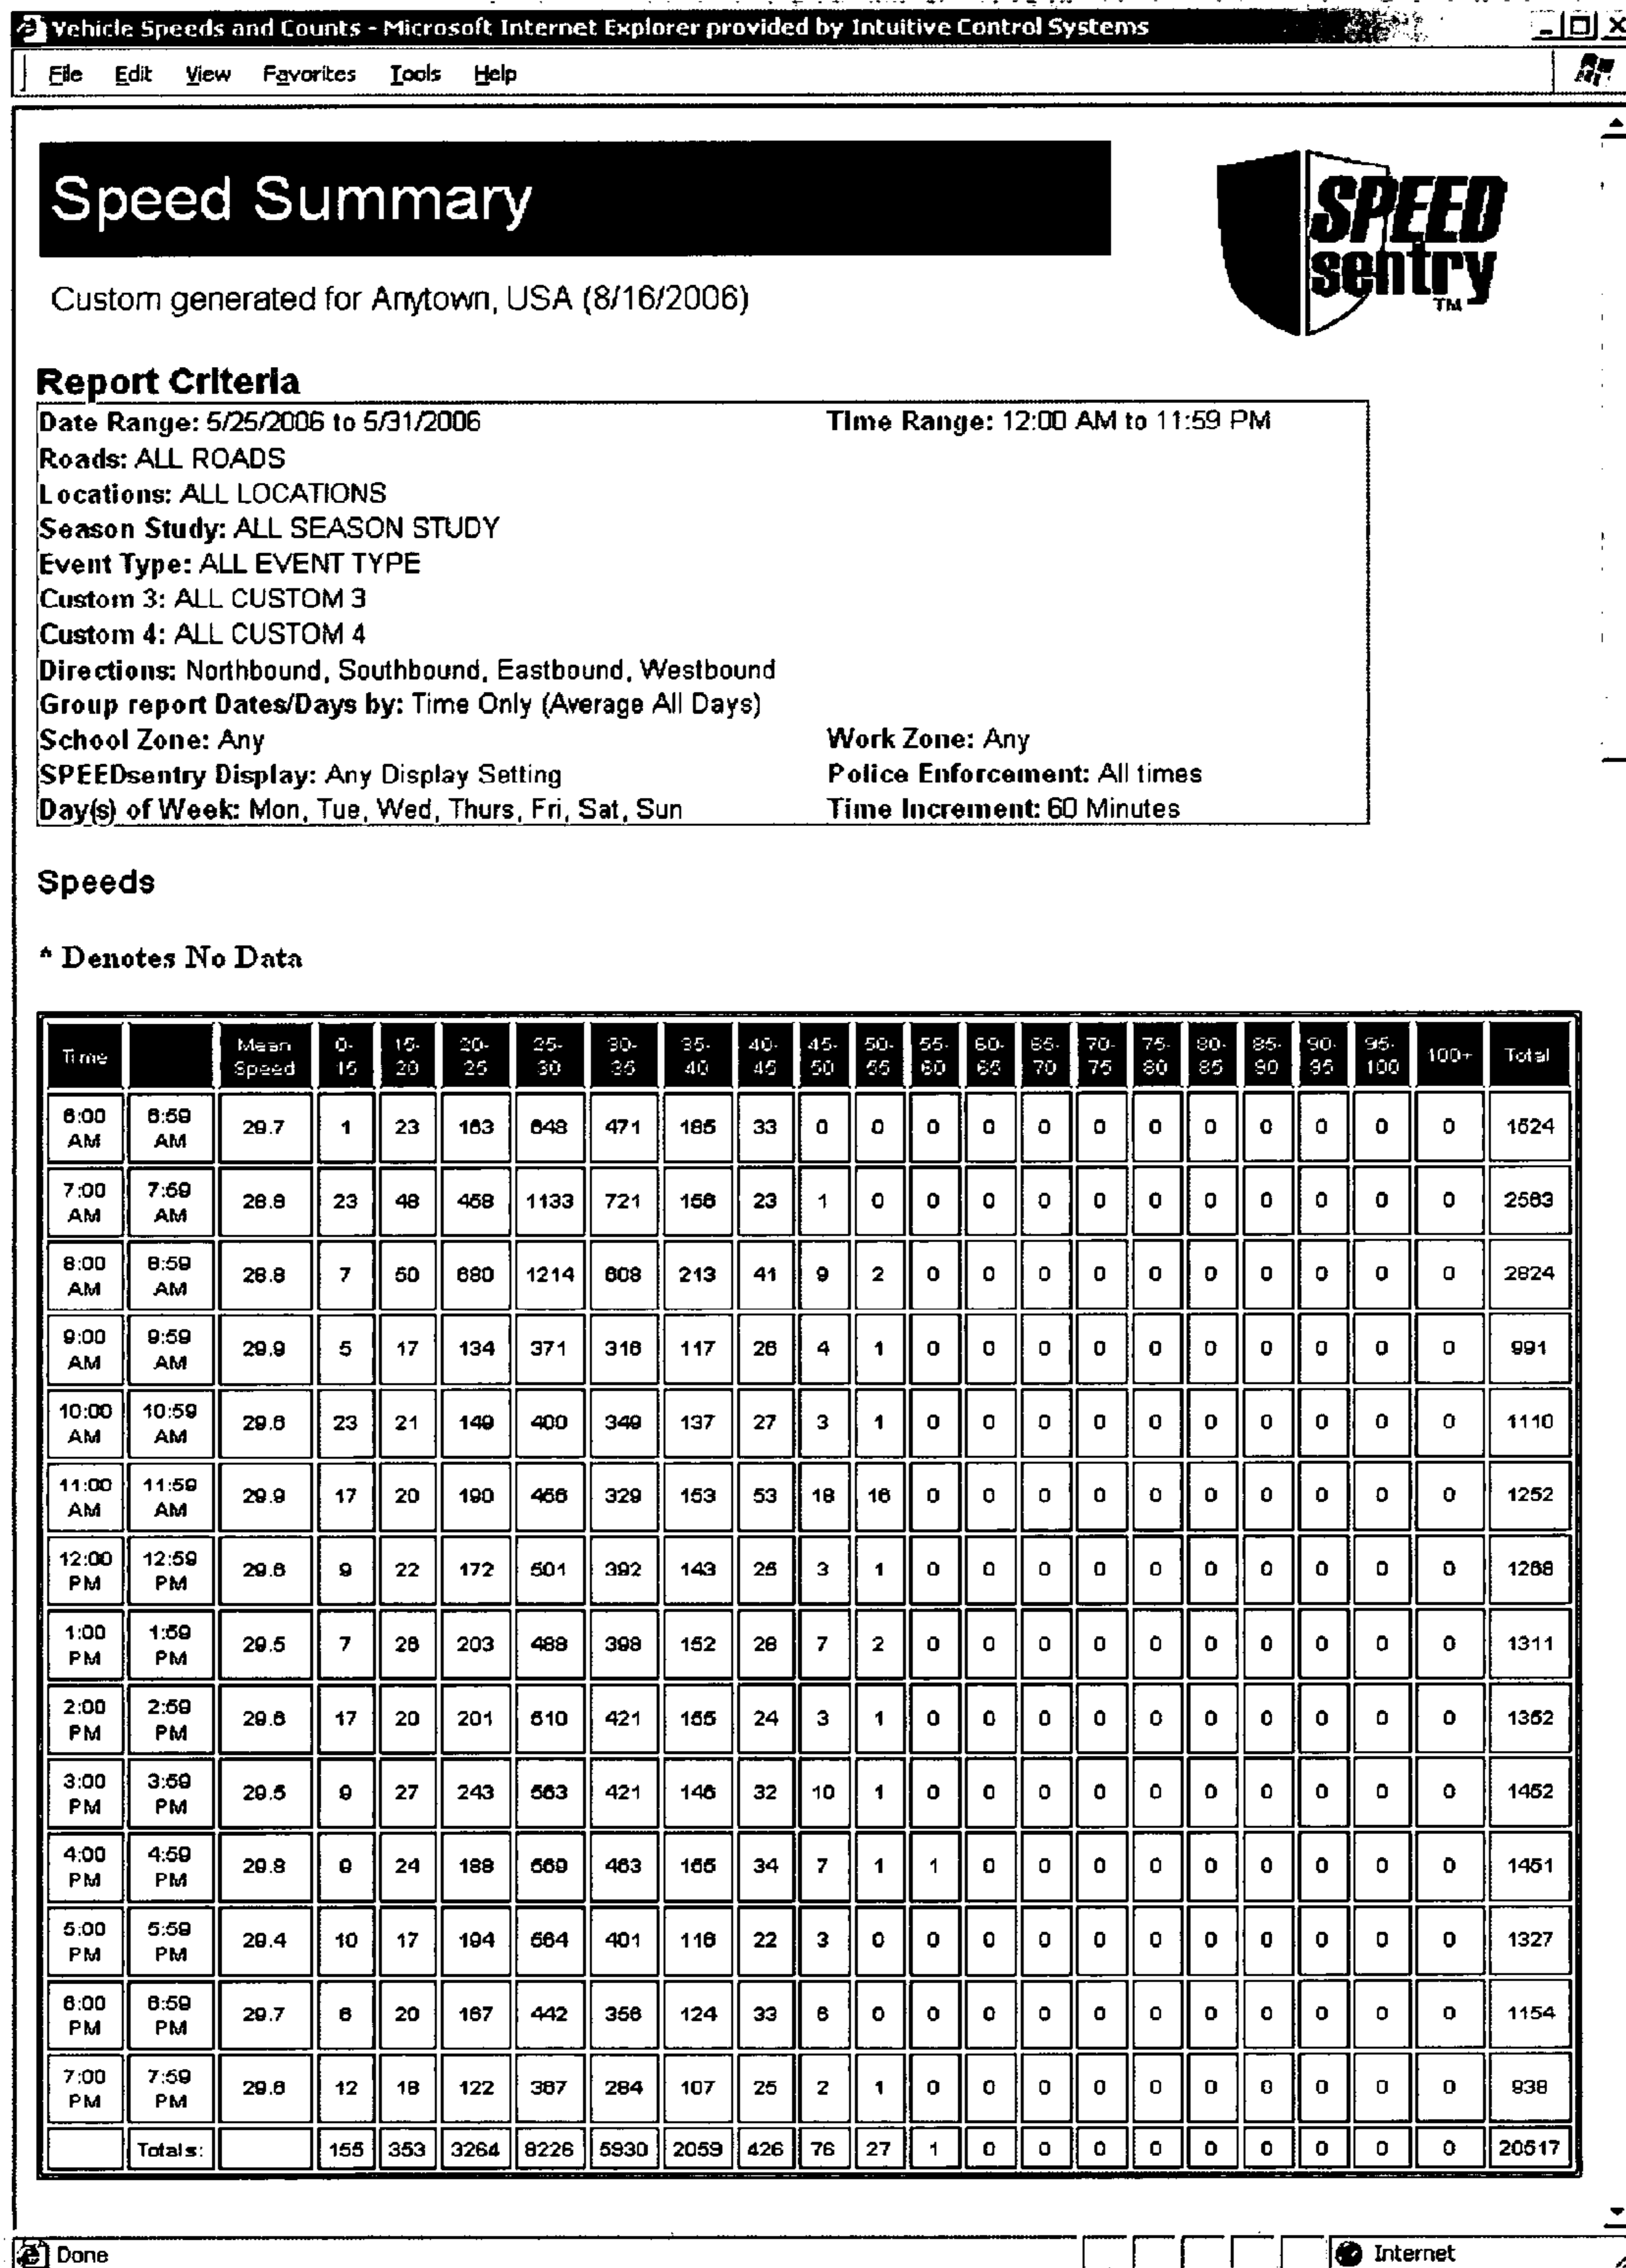 Vehicle Speeds and Counts - Microsoft Internet Explorer provided by Intuitive Control Systems
File Edit View Favorites Tools Help
Speed Summary
SPEED
sentry
TM
Custom generated for Anytown, USA (8/16/2006)
Report Criteria
Date Range: 5/25/2006 to 5/31/2006 Time Range: 12:00 AM to 11:59 PM
Roads: ALL ROADS
Locations: ALL LOCATIONS
Season Study: ALL SEASON STUDY
Event Type: ALL EVENT TYPE
Custom 3: ALL CUSTOM 3
Custom 4: ALL CUSTOM 4
Directions: Northbound, Southbound, Eastbound, Westbound
Group report Dates/Days by: Time Only (Average All Days)
School Zone: Any Work Zone: Any
SPEEDsentry Display: Any Display Setting Police Enforcement: All times
Day(s) of Week: Mon, Tue, Wed, Thurs, Fri, Sat, Sun Time Increment: 60 Minutes
Speeds
* Denotes No Data
Time Mean Speed 0-15 15-20 20-25 25-30 30-35 35-40 40-45 45-50 50-55 55-60 60-65 65-70 70-75 75-80 80-85 85-90 90-95 95-100 100+ Total
6:00 AM 6:59 AM 29.7 1 23 163 648 471 185 33 0 0 0 0 0 0 0 0 0 0 0 0 1524
7:00 AM 7:59 AM 28.8 23 48 458 1133 721 156 23 1 0 0 0 0 0 0 0 0 0 0 0 2563
8:00 AM 8:59 AM 28.8 7 50 680 1214 608 213 41 9 2 0 0 0 0 0 0 0 0 0 0 2824
9:00 AM 9:59 AM 29.9 5 17 134 371 316 117 26 4 1 0 0 0 0 0 0 0 0 0 0 991
10:00 AM 10:59 AM 29.6 23 21 149 400 349 137 27 3 1 0 0 0 0 0 0 0 0 0 0 1110
11:00 AM 11:59 AM 29.9 17 20 190 456 329 153 53 18 16 0 0 0 0 0 0 0 0 0 0 1252
12:00 PM 12:59 PM 29.6 9 22 172 501 392 143 25 3 1 0 0 0 0 0 0 0 0 0 0 1268
1:00 PM 1:59 PM 29.5 7 26 203 488 398 152 28 7 2 0 0 0 0 0 0 0 0 0 0 1311
2:00 PM 2:59 PM 29.6 17 20 201 510 421 155 24 3 1 0 0 0 0 0 0 0 0 0 0 1352
3:00 PM 3:59 PM 29.5 9 27 243 563 421 146 32 10 1 0 0 0 0 0 0 0 0 0 0 1452
4:00 PM 4:59 PM 29.8 9 24 188 559 463 165 34 7 1 1 0 0 0 0 0 0 0 0 0 1451
5:00 PM 5:59 PM 29.4 10 17 194 564 401 116 22 3 0 0 0 0 0 0 0 0 0 0 0 1327
6:00 PM 6:59 PM 29.7 6 20 167 442 356 124 33 6 0 0 0 0 0 0 0 0 0 0 0 1154
7:00 PM 7:59 PM 29.6 12 18 122 367 284 107 25 2 1 0 0 0 0 0 0 0 0 0 0 938
Totals: 155 353 3264 8226 5930 2059 426 76 27 1 0 0 0 0 0 0 0 0 0 20517
Done Internet